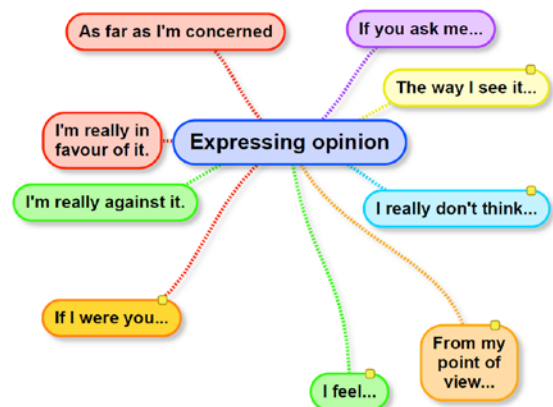 As far as I'm concerned
If you ask me...
The way I see it...
I'm really in
favour of it.
Expressing opinion
I'm really against it.
I really don't think...
If I were you...
From my
point of
view...
I feel...